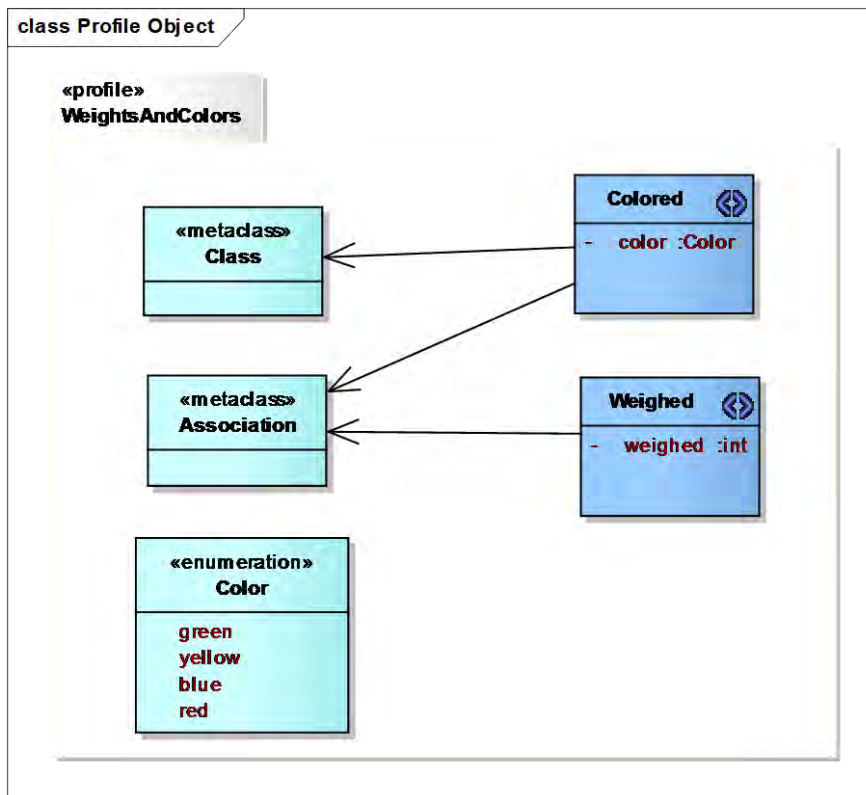 class Profile Object
«profile»
WeightsAndColors
«metaclass»
Class
Colored
- color :Color
«metaclass»
Association
Weighed
- weighed :int
«enumeration»
Color
green
yellow
blue
red